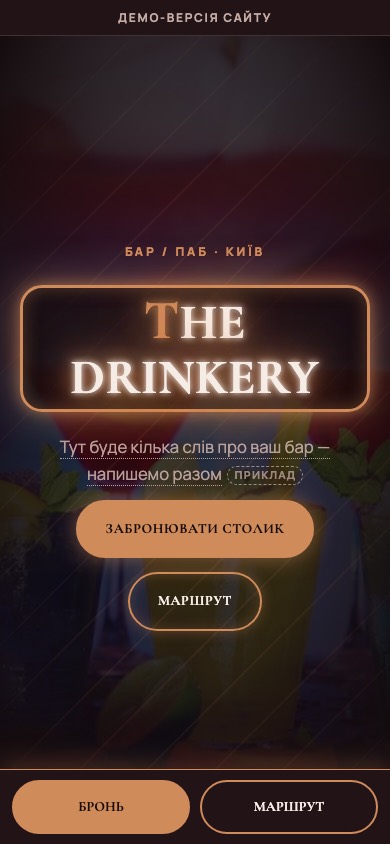 ДЕМО-ВЕРСІЯ САЙТУ
БАР / ПАБ · КИЇВ
THE
DRINKERY
Тут буде кілька слів про ваш бар —
напишемо разом ПРИКЛАД
ЗАБРОНЮВАТИ СТОЛИК
МАРШРУТ
БРОНЬ МАРШРУТ